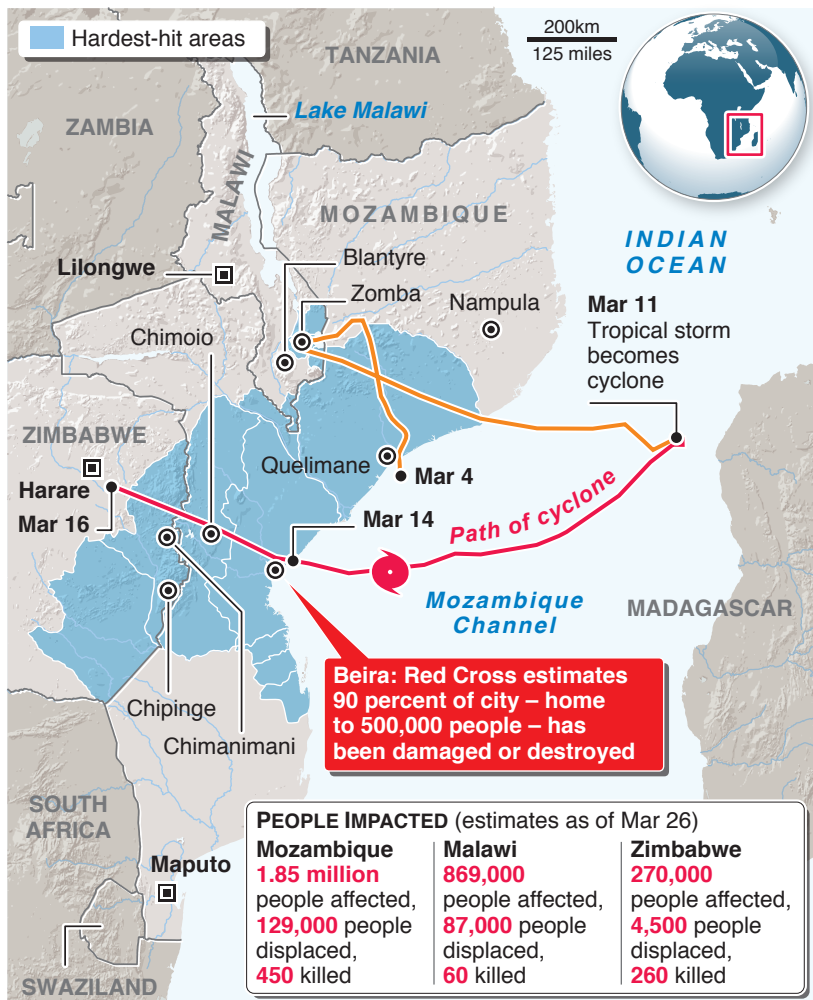 Hardest-hit areas
200km
125 miles
TANZANIA
Lake Malawi
ZAMBIA
MALAWI
MOZAMBIQUE
INDIAN
OCEAN
Lilongwe
Blantyre
Zomba
Nampula
Mar 11
Tropical storm
becomes
cyclone
Chimoio
ZIMBABWE
Harare
Mar 16
Quelimane
Mar 4
Mar 14
Path of cyclone
Mozambique
Channel
MADAGASCAR
Beira: Red Cross estimates
90 percent of city – home
to 500,000 people – has
been damaged or destroyed
Chipinge
Chimanimani
SOUTH
AFRICA
Maputo
SWAZILAND
PEOPLE IMPACTED (estimates as of Mar 26)
Mozambique
1.85 million
people affected,
129,000 people
displaced,
450 killed
Malawi
869,000
people affected,
87,000 people
displaced,
60 killed
Zimbabwe
270,000
people affected,
4,500 people
displaced,
260 killed